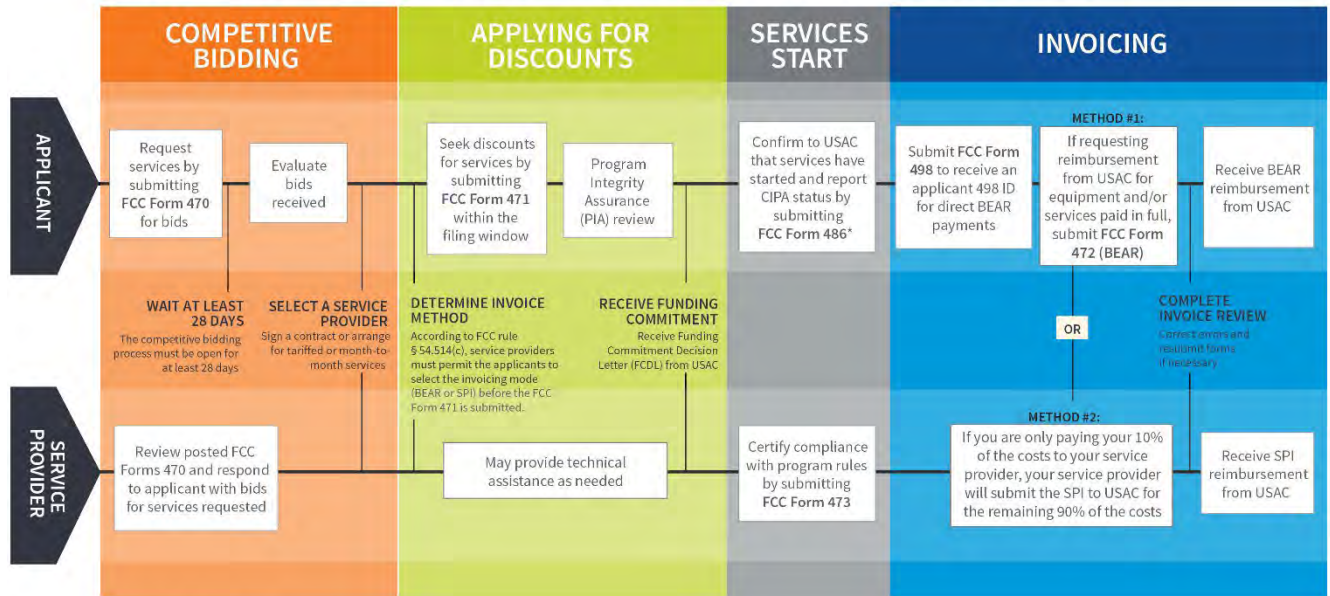 COMPETITIVE
BIDDING
APPLYING FOR
DISCOUNTS
SERVICES
START
INVOICING
APPLICANT
Request
services by
submitting
FCC Form 470
for bids
Evaluate
bids
received
Seek discounts
for services by
submitting
FCC Form 471
within the
filing window
Program
Integrity
Assurance
(PIA) review
Confirm to USAC
that services have
started and report
CIPA status by
submitting
FCC Form 486*
Submit FCC Form
498 to receive an
applicant 498 ID
for direct BEAR
payments
METHOD #1:
If requesting
reimbursement
from USAC for
equipment and/or
services paid in full,
submit FCC Form
472 (BEAR)
Receive BEAR
reimbursement
from USAC
WAIT AT LEAST
28 DAYS
The competitive bidding
process must be open for
at least 28 days
SELECT A SERVICE
PROVIDER
Sign a contract or arrange
for tariffed or month-to-
month services
DETERMINE INVOICE
METHOD
According to FCC rule
§ 54.514(c), service providers
must permit the applicants to
select the invoicing mode
(BEAR or SPI) before the FCC
Form 471 is submitted.
RECEIVE FUNDING
COMMITMENT
Receive Funding
Commitment Decision
Letter (FCDL) from USAC
OR
COMPLETE
INVOICE REVIEW
Correct errors and
resubmit forms
if necessary
SERVICE
PROVIDER
Review posted FCC
Forms 470 and respond
to applicant with bids
for services requested
May provide technical
assistance as needed
Certify compliance
with program rules
by submitting
FCC Form 473
METHOD #2:
If you are only paying your 10%
of the costs to your service
provider, your service provider
will submit the SPI to USAC for
the remaining 90% of the costs
Receive SPI
reimbursement
from USAC